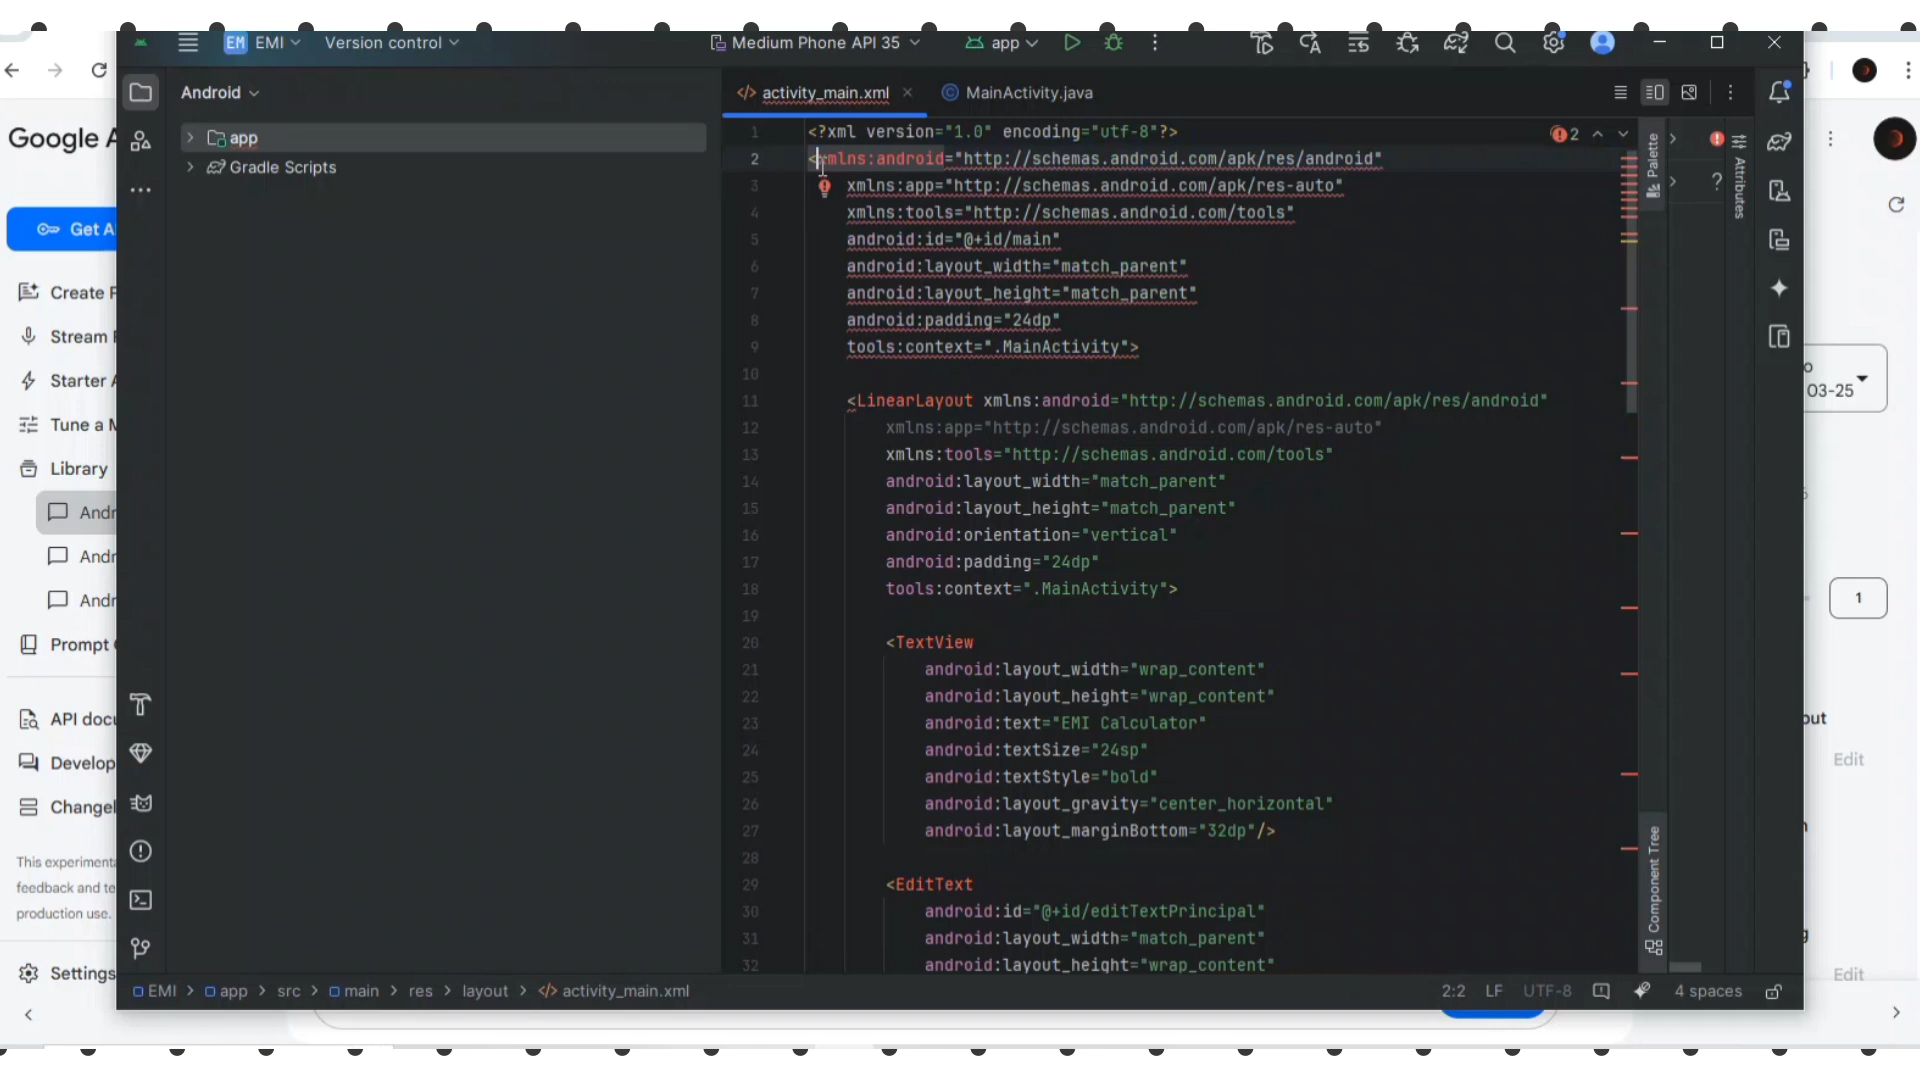 EM EMI Version control
Medium Phone API 35
app
Google A
Get A
Create F
Stream
Starter A
Tune a M
Library
Andr
Andr
Andr
Prompt
API docu
Develop
Changel
This experimenta
feedback and te
production use.
Settings
Android
app
Gradle Scripts
activity_main.xml
MainActivity.java
2
1 <?xml version="1.0" encoding="utf-8"?>
2 <xmlns:android="http://schemas.android.com/apk/res/android"
3 xmlns:app="http://schemas.android.com/apk/res-auto"
4 xmlns:tools="http://schemas.android.com/tools"
5 android:id="@+id/main"
6 android:layout_width="match_parent"
7 android:layout_height="match_parent"
8 android:padding="24dp"
9 tools:context=".MainActivity">
10
11 <LinearLayout xmlns:android="http://schemas.android.com/apk/res/android"
12 xmlns:app="http://schemas.android.com/apk/res-auto"
13 xmlns:tools="http://schemas.android.com/tools"
14 android:layout_width="match_parent"
15 android:layout_height="match_parent"
16 android:orientation="vertical"
17 android:padding="24dp"
18 tools:context=".MainActivity">
19
20 <TextView
21 android:layout_width="wrap_content"
22 android:layout_height="wrap_content"
23 android:text="EMI Calculator"
24 android:textSize="24sp"
25 android:textStyle="bold"
26 android:layout_gravity="center_horizontal"
27 android:layout_marginBottom="32dp"/>
28
29 <EditText
30 android:id="@+id/editTextPrincipal"
31 android:layout_width="match_parent"
32 android:layout_height="wrap_content"
Palette
Attributes
Component Tree
03-25
1
out
Edit
Edit
EMI > app > src > main > res > layout > activity_main.xml
2:2 LF UTF-8 4 spaces